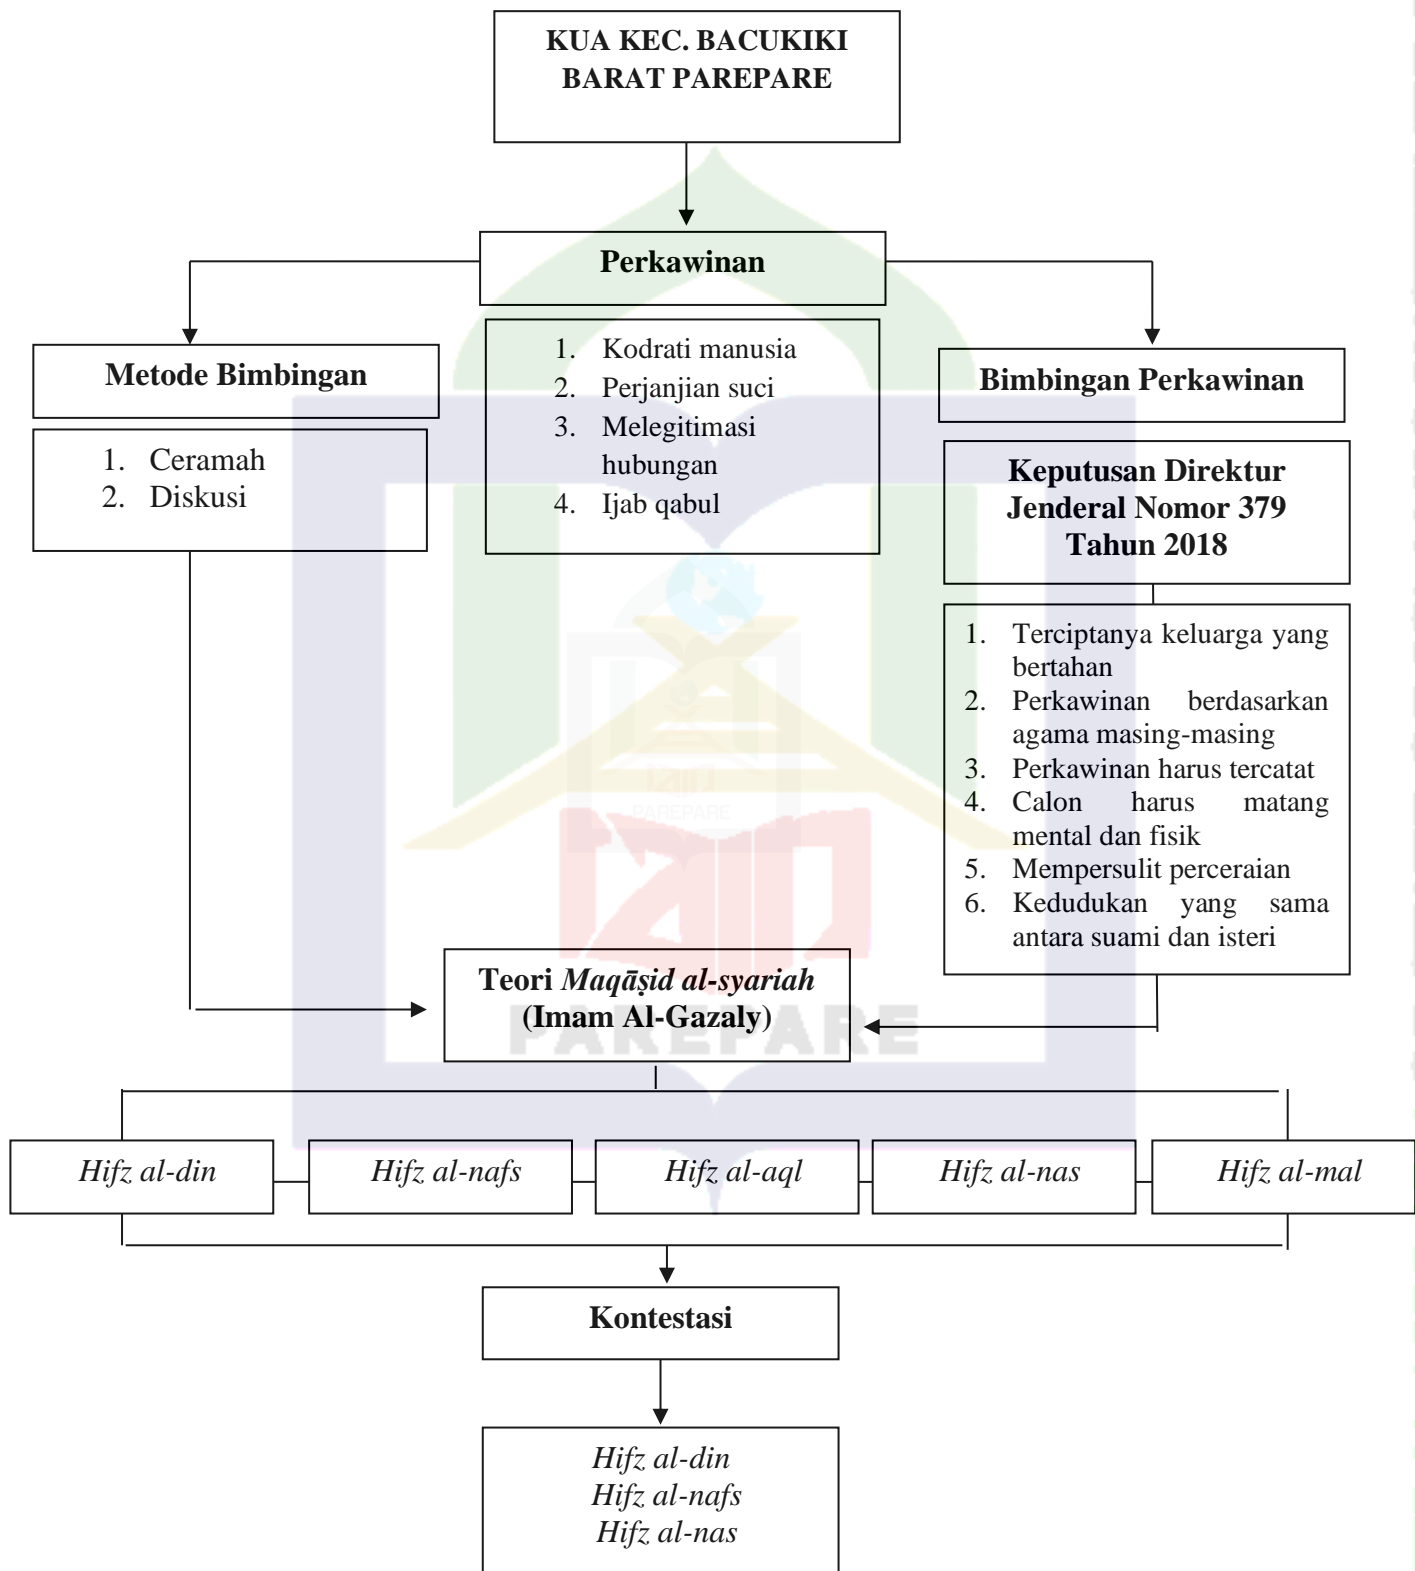 KUA KEC. BACUKIKI
BARAT PAREPARE
Perkawinan
Metode Bimbingan
1. Ceramah
2. Diskusi
1. Kodrati manusia
2. Perjanjian suci
3. Melegitimasi
hubungan
4. Ijab qabul
Bimbingan Perkawinan
Keputusan Direktur
Jenderal Nomor 379
Tahun 2018
1. Terciptanya keluarga yang
bertahan
2. Perkawinan berdasarkan
agama masing-masing
3. Perkawinan harus tercatat
4. Calon harus matang
mental dan fisik
5. Mempersulit perceraian
6. Kedudukan yang sama
antara suami dan isteri
IAIN
PAREPARE
IAIN
Teori Maqāṣid al-syariah
(Imam Al-Gazaly)
PAREPARE
Hifz al-din
Hifz al-nafs
Hifz al-aql
Hifz al-nas
Hifz al-mal
Kontestasi
Hifz al-din
Hifz al-nafs
Hifz al-nas